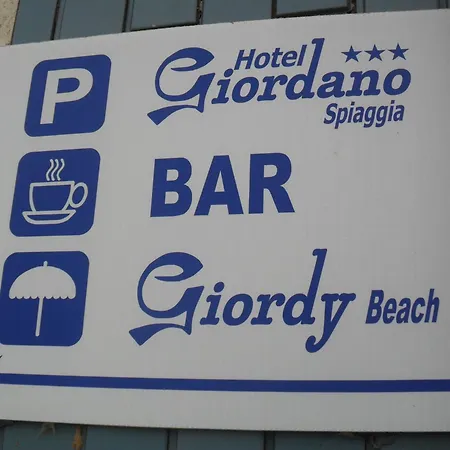 P
Hotel ★★★
Giordano
Spiaggia
BAR
Giordy Beach